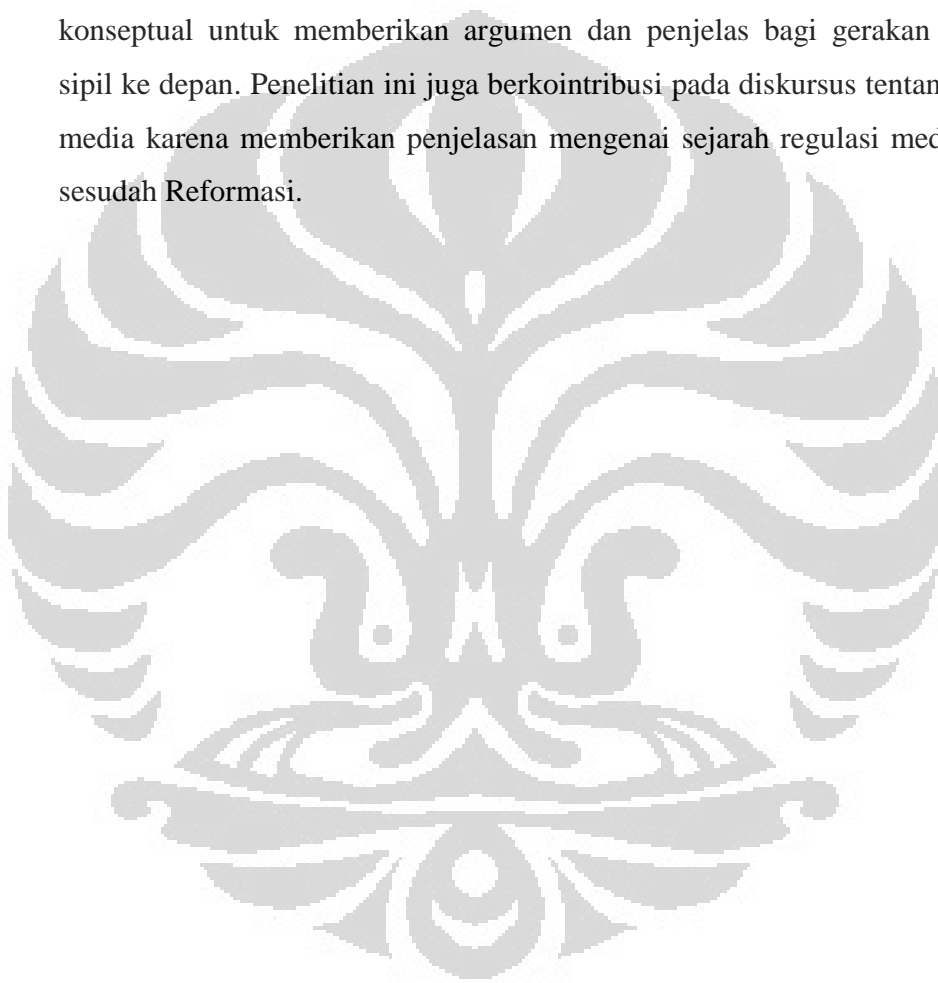 konseptual untuk memberikan argumen dan penjelas bagi gerakan
sipil ke depan. Penelitian ini juga berkointribusi pada diskursus tentan
media karena memberikan penjelasan mengenai sejarah regulasi med
sesudah Reformasi.